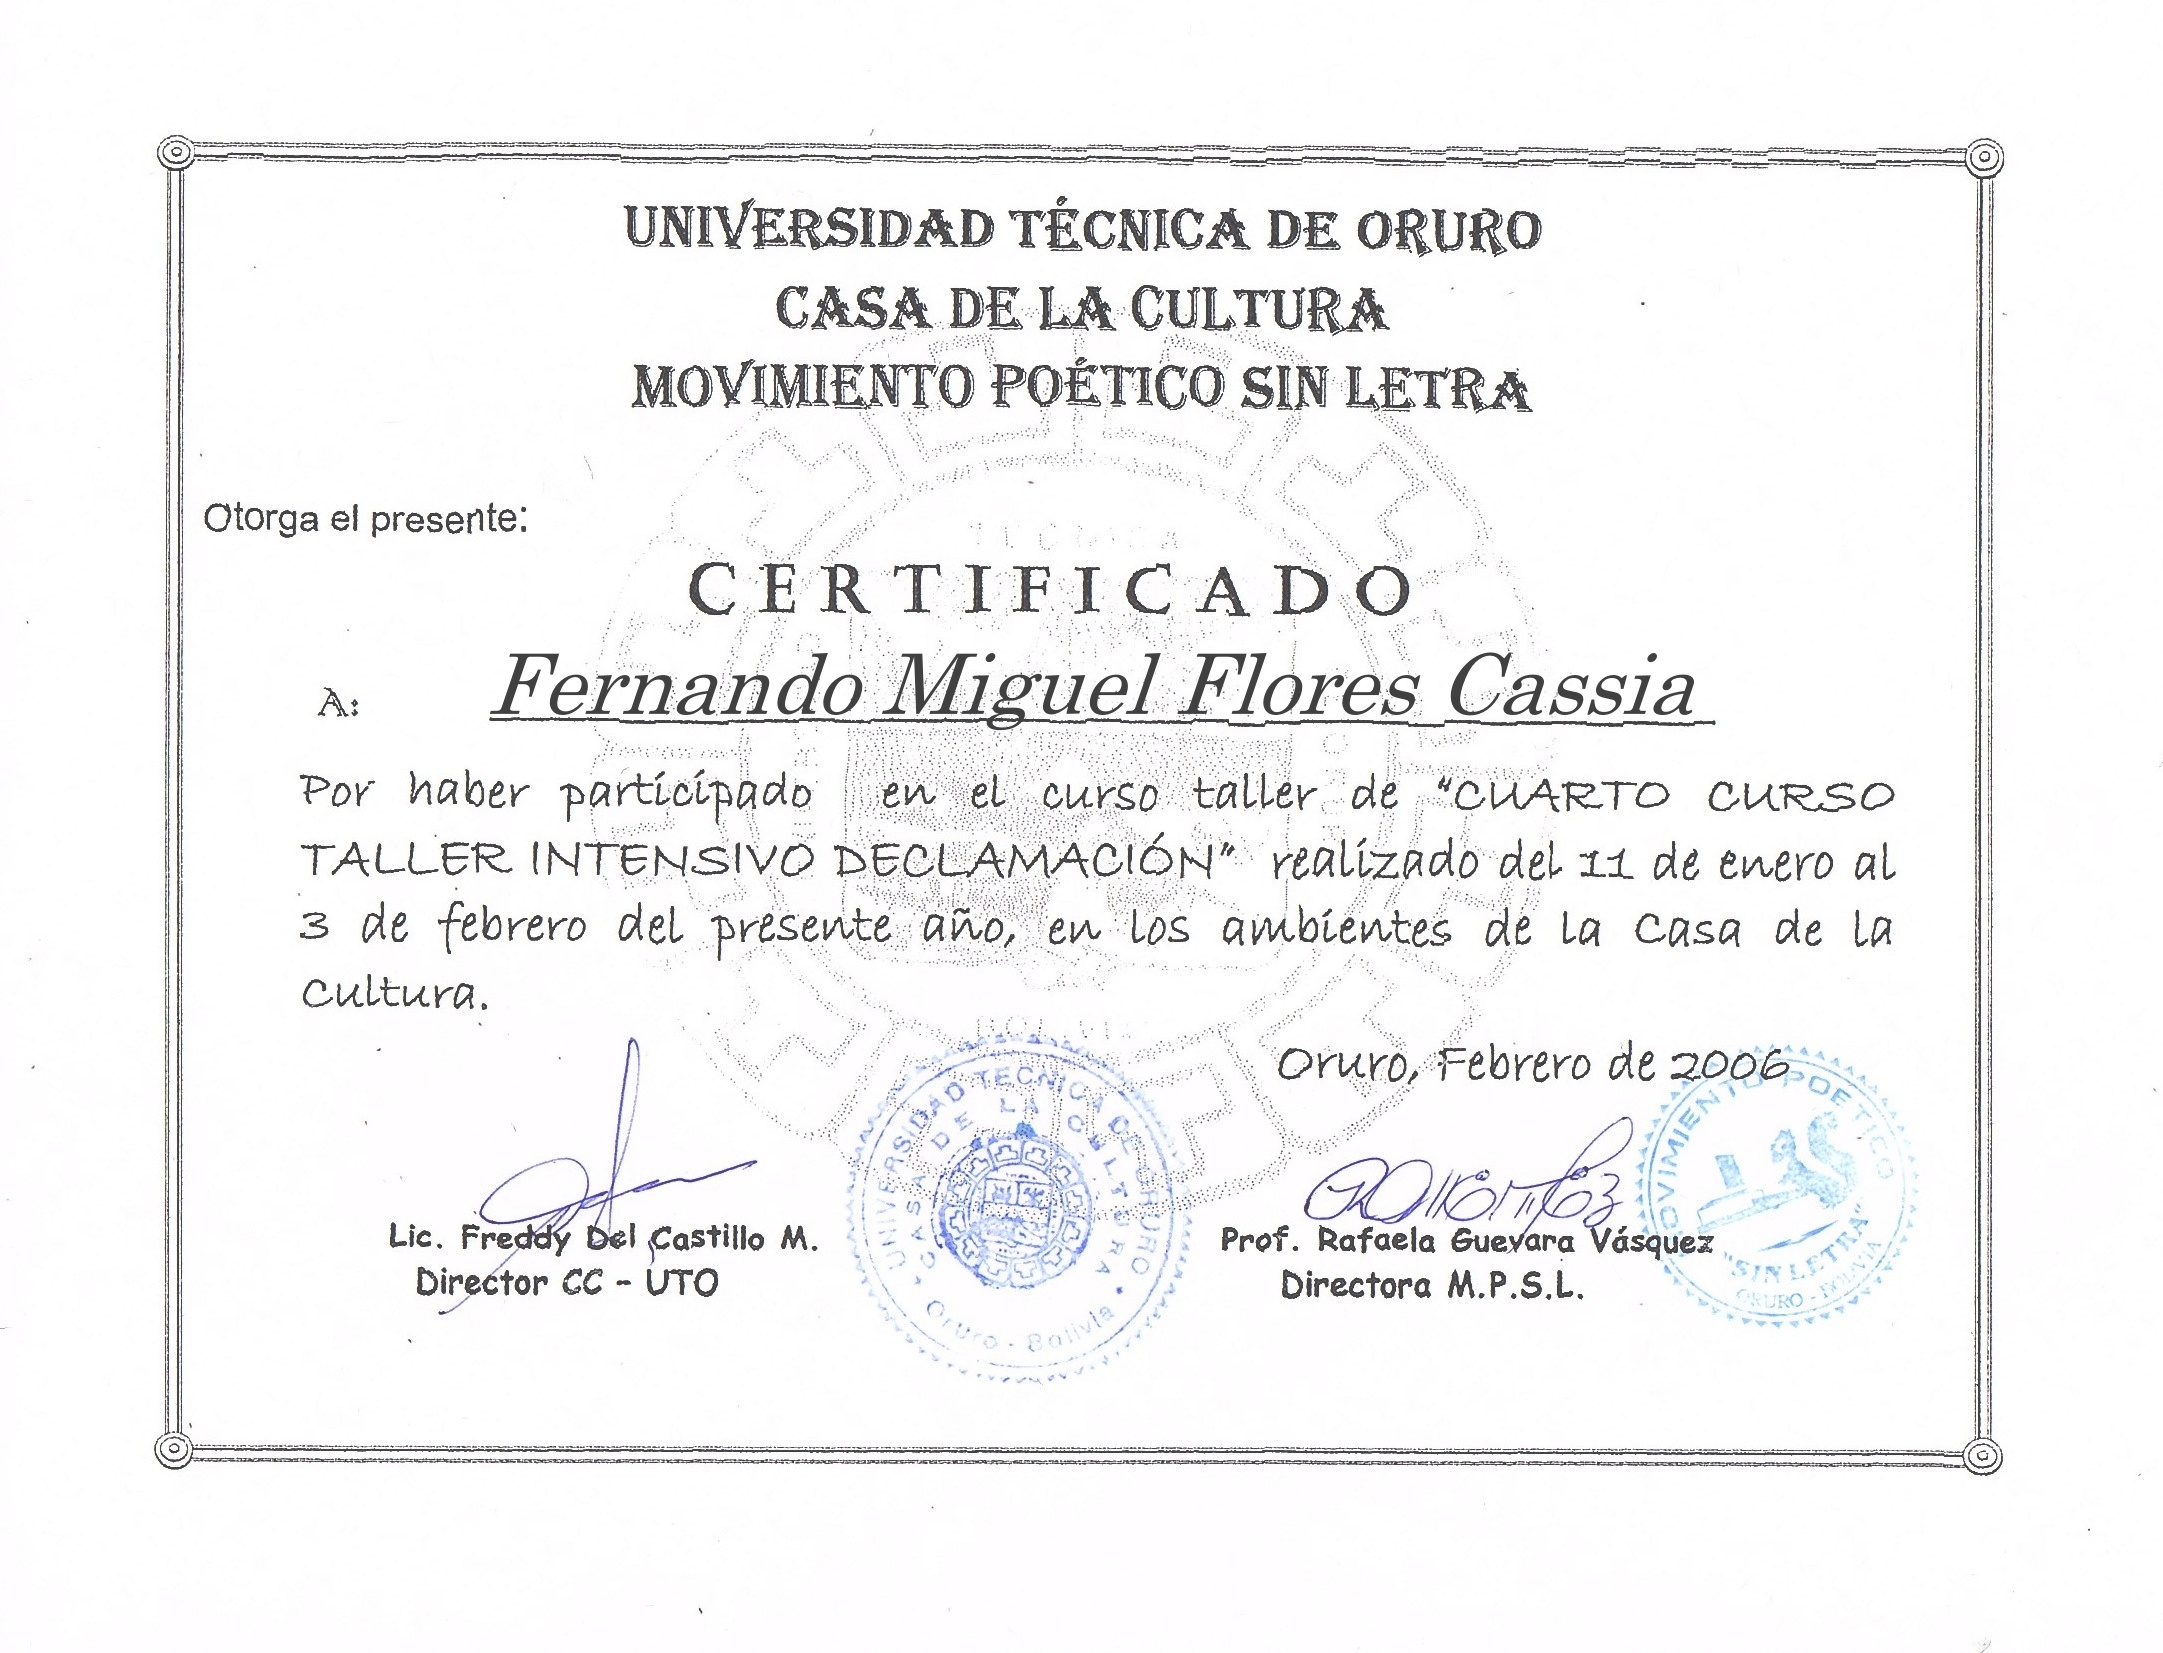 UNIVERSIDAD TÉCNICA DE ORURO
CASA DE LA CULTURA
MOVIMIENTO POÉTICO SIN LETRA
Otorga el presente:
CERTIFICADO
A: Fernando Miguel Flores Cassia
Por haber participado en el curso taller de “CUARTO CURSO
TALLER INTENSIVO DECLAMACIÓN” realizado del 11 de enero al
3 de febrero del presente año, en los ambientes de la Casa de la
Cultura.
Oruro, Febrero de 2006
Lic. Freddy Del Castillo M.
Director CC - UTO
UNIVERSIDAD TECNICA DE ORURO
CASA DE LA CULTURA
Oruro - Bolivia
Prof. Rafaela Guevara Vásquez
Directora M.P.S.L.
MOVIMIENTO POETICO
"SIN LETRA"
ORURO - BOLIVIA
TECNICA
BOLIVIA